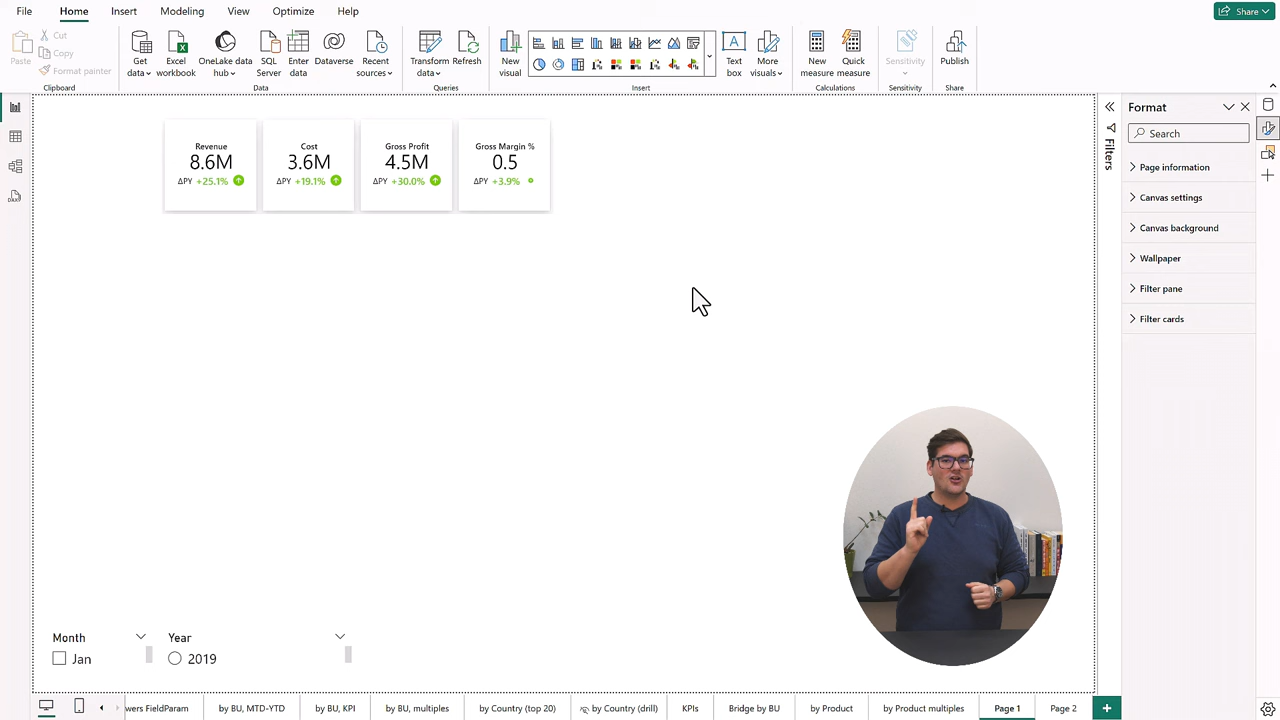 File Home Insert Modeling View Optimize Help Share
Paste Cut Copy Format painter Clipboard
Get data Excel workbook OneLake data hub SQL Server Enter data Dataverse Recent sources Data
Transform data Refresh Queries
New visual Text box More visuals Insert
New measure Quick measure Calculations
Sensitivity Sensitivity
Publish Share
Revenue
8.6M
ΔPY +25.1%
Cost
3.6M
ΔPY +19.1%
Gross Profit
4.5M
ΔPY +30.0%
Gross Margin %
0.5
ΔPY +3.9%
Filters
Format
Search
Page information
Canvas settings
Canvas background
Wallpaper
Filter pane
Filter cards
Month
Jan
Year
2019
wers FieldParam by BU, MTD-YTD by BU, KPI by BU, multiples by Country (top 20) by Country (drill) KPIs Bridge by BU by Product by Product multiples Page 1 Page 2